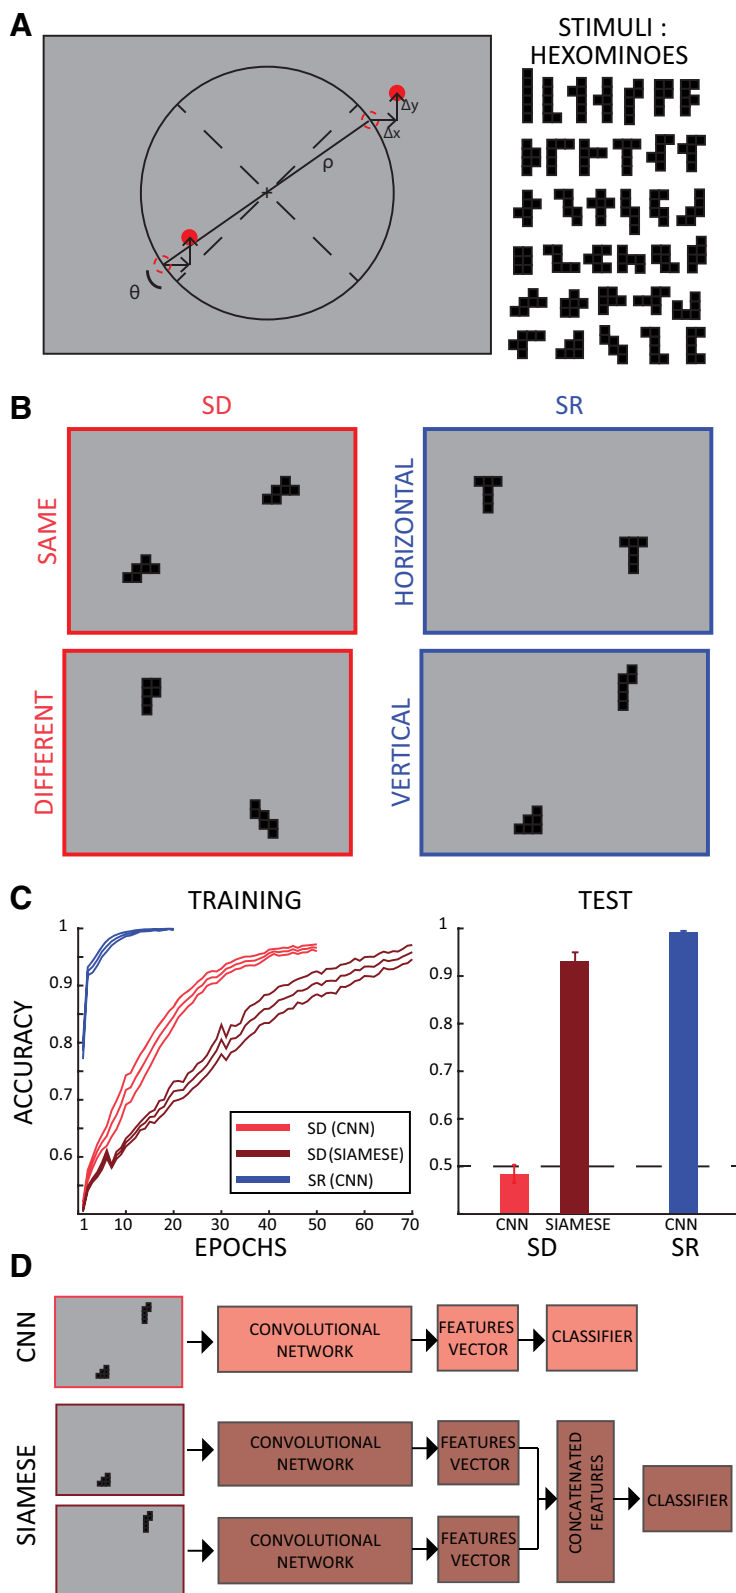 A
STIMULI :
HEXOMINOES
Δy
Δx
ρ
θ
B
SD
SR
SAME
HORIZONTAL
DIFFERENT
VERTICAL
C
TRAINING
TEST
ACCURACY
1
0.9
0.8
0.7
0.6
SD (CNN)
SD (SIAMESE)
SR (CNN)
1 10 20 30 40 50 60 70
EPOCHS
1
0.9
0.8
0.7
0.6
0.5
CNN SIAMESE CNN
SD SR
D
CNN
CONVOLUTIONAL
NETWORK
FEATURES
VECTOR
CLASSIFIER
SIAMESE
CONVOLUTIONAL
NETWORK
FEATURES
VECTOR
CONCATENATED
FEATURES
CLASSIFIER
CONVOLUTIONAL
NETWORK
FEATURES
VECTOR